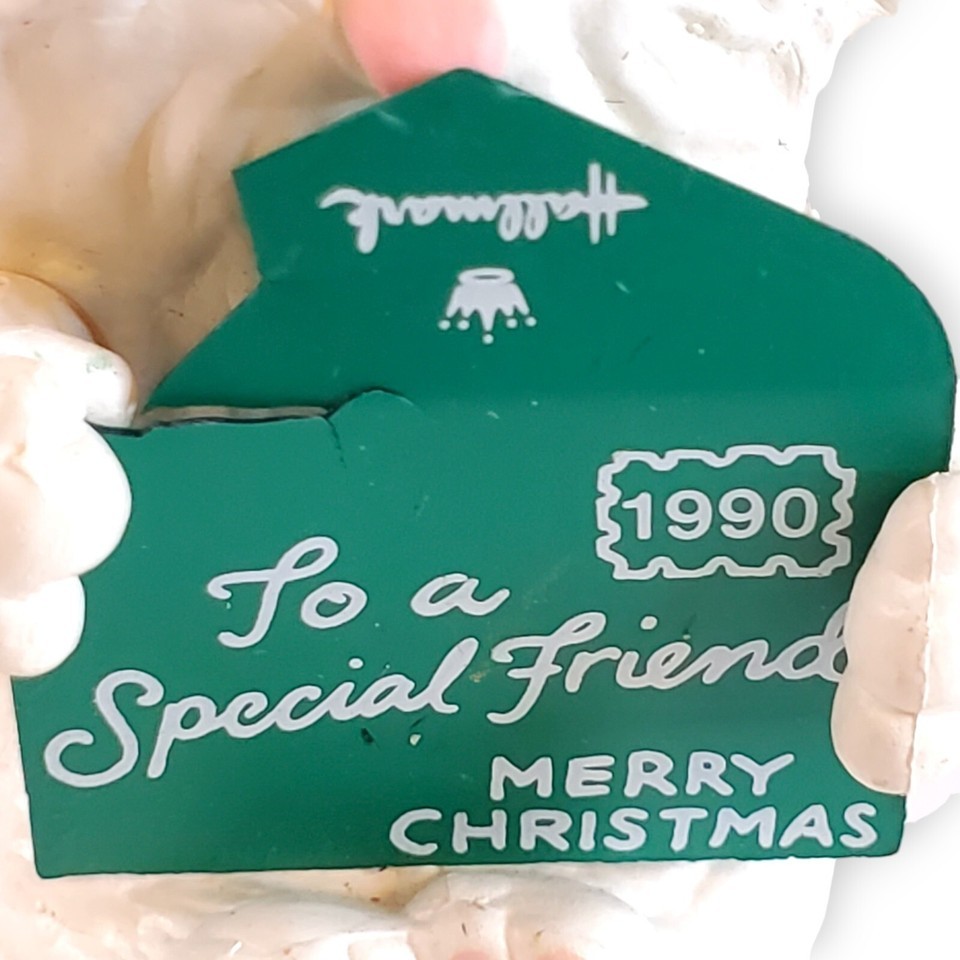 Hallmark
1990
To a
Special Friend
MERRY
CHRISTMAS